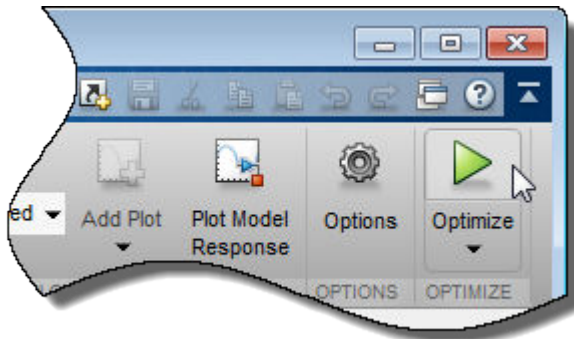 ed
Add Plot
Plot Model
Response
Options
Optimize
OPTIONS
OPTIMIZE